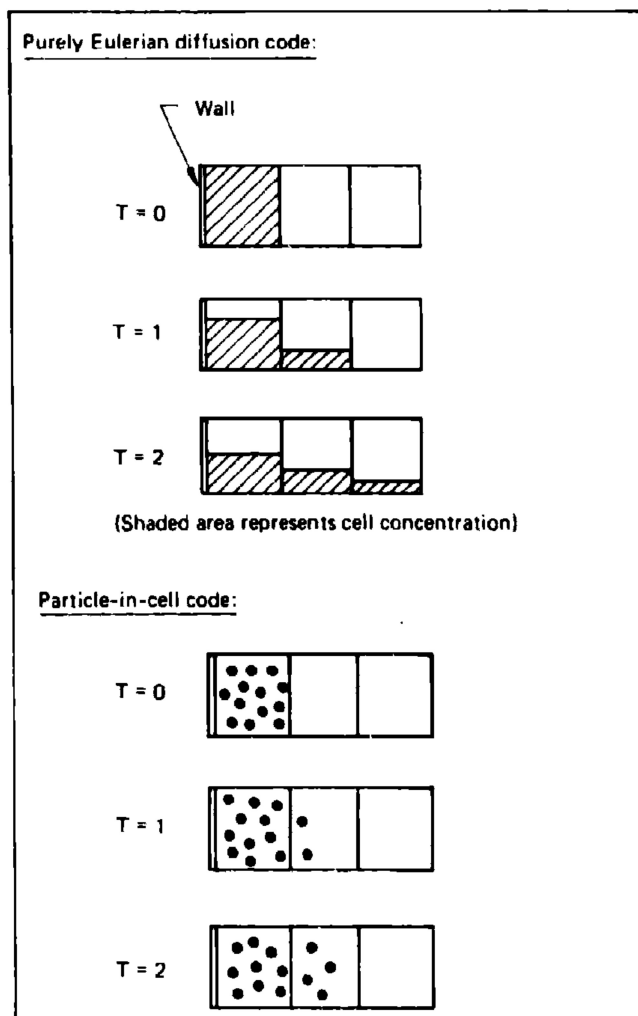 Purely Eulerian diffusion code:
Wall
T = 0
T = 1
T = 2
(Shaded area represents cell concentration)
Particle-in-cell code:
T = 0
T = 1
T = 2